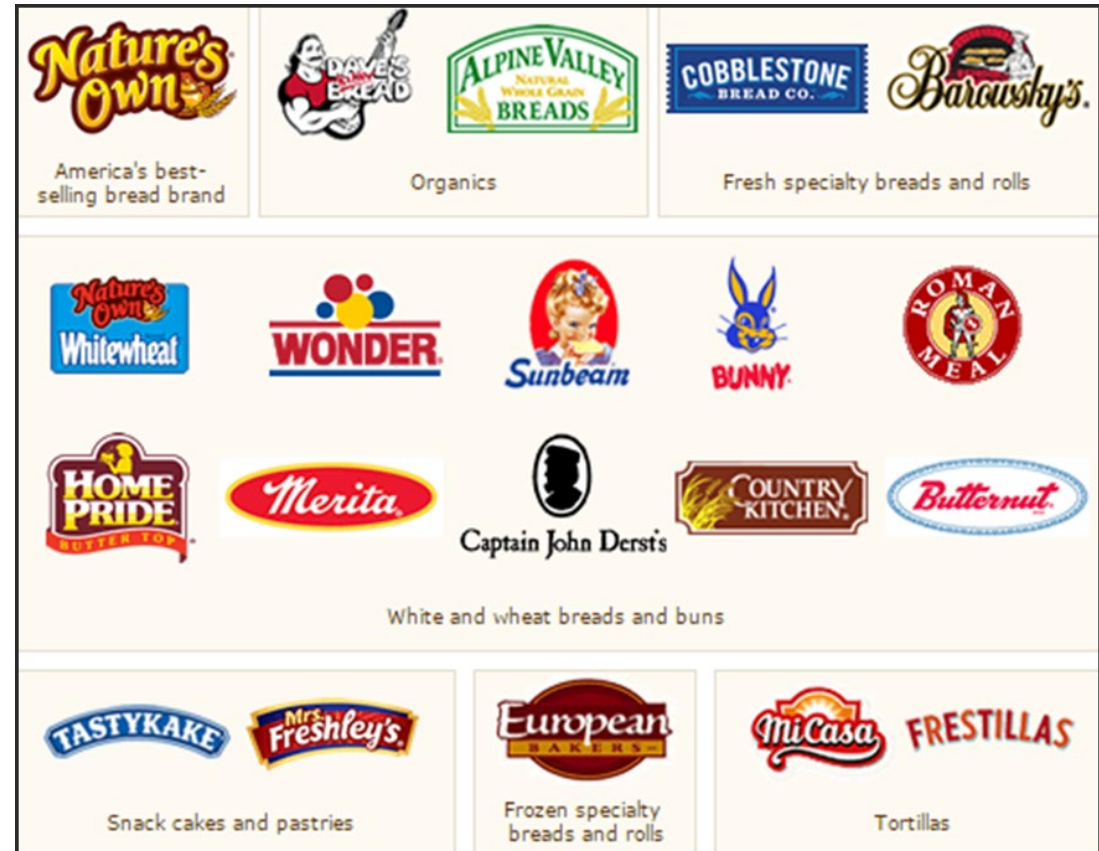 Nature's
Own
DAVE'S
KILLER
BREAD
ALPINE VALLEY
NATURAL
WHOLE GRAIN
BREADS
COBBLESTONE
BREAD CO.
Barowsky's.
America's best-
selling bread brand
Organics
Fresh specialty breads and rolls
Nature's
Own
Whitewheat
WONDER
Sunbeam
BUNNY
ROMAN
MEAL
HOME
PRIDE
BUTTER TOP
Merita
Captain John Derst's
COUNTRY
KITCHEN
Butternut
White and wheat breads and buns
TASTYKAKE
Mrs.
Freshley's
European
BAKERS
MiCasa
FRESTILLAS
Snack cakes and pastries
Frozen specialty
breads and rolls
Tortillas